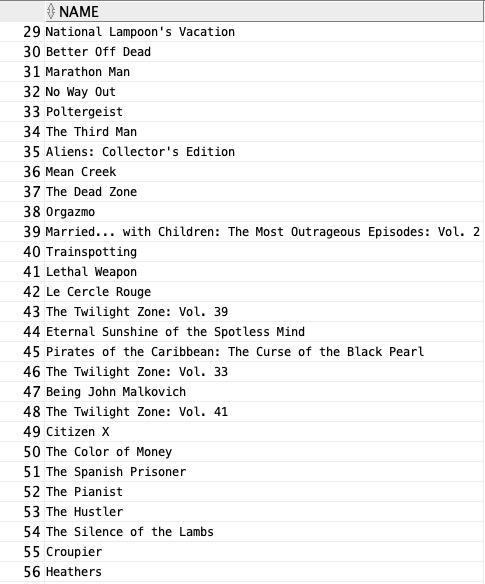 NAME
29 National Lampoon's Vacation
30 Better Off Dead
31 Marathon Man
32 No Way Out
33 Poltergeist
34 The Third Man
35 Aliens: Collector's Edition
36 Mean Creek
37 The Dead Zone
38 Orgazmo
39 Married... with Children: The Most Outrageous Episodes: Vol. 2
40 Trainspotting
41 Lethal Weapon
42 Le Cercle Rouge
43 The Twilight Zone: Vol. 39
44 Eternal Sunshine of the Spotless Mind
45 Pirates of the Caribbean: The Curse of the Black Pearl
46 The Twilight Zone: Vol. 33
47 Being John Malkovich
48 The Twilight Zone: Vol. 41
49 Citizen X
50 The Color of Money
51 The Spanish Prisoner
52 The Pianist
53 The Hustler
54 The Silence of the Lambs
55 Croupier
56 Heathers